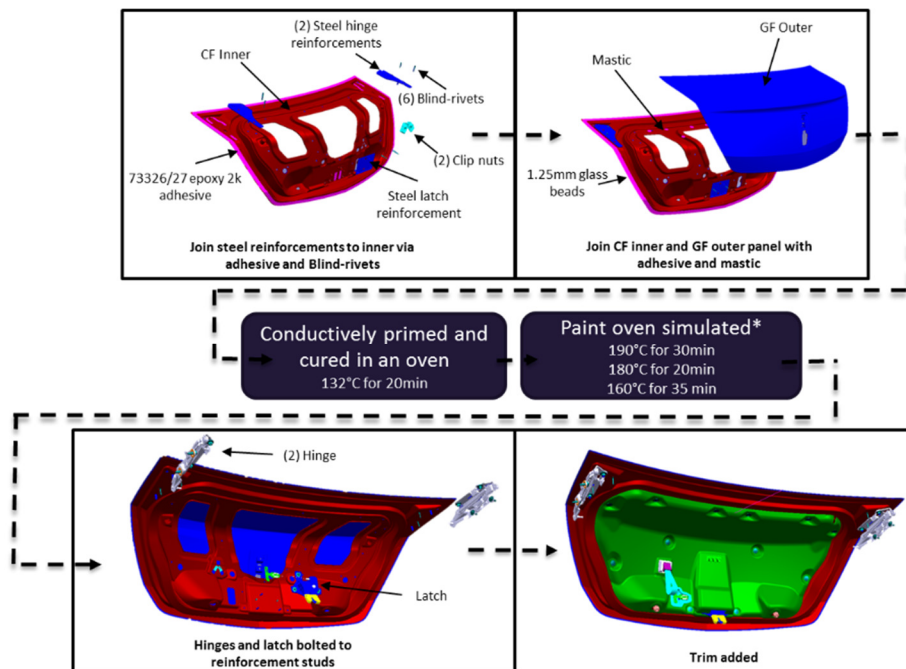 (2) Steel hinge
reinforcements
CF Inner
(6) Blind-rivets
(2) Clip nuts
73326/27 epoxy 2k
adhesive
Steel latch
reinforcement
Join steel reinforcements to inner via
adhesive and Blind-rivets
GF Outer
Mastic
1.25mm glass
beads
Join CF inner and GF outer panel with
adhesive and mastic
Conductively primed and
cured in an oven
132°C for 20min
Paint oven simulated*
190°C for 30min
180°C for 20min
160°C for 35 min
(2) Hinge
Latch
Hinges and latch bolted to
reinforcement studs
Trim added